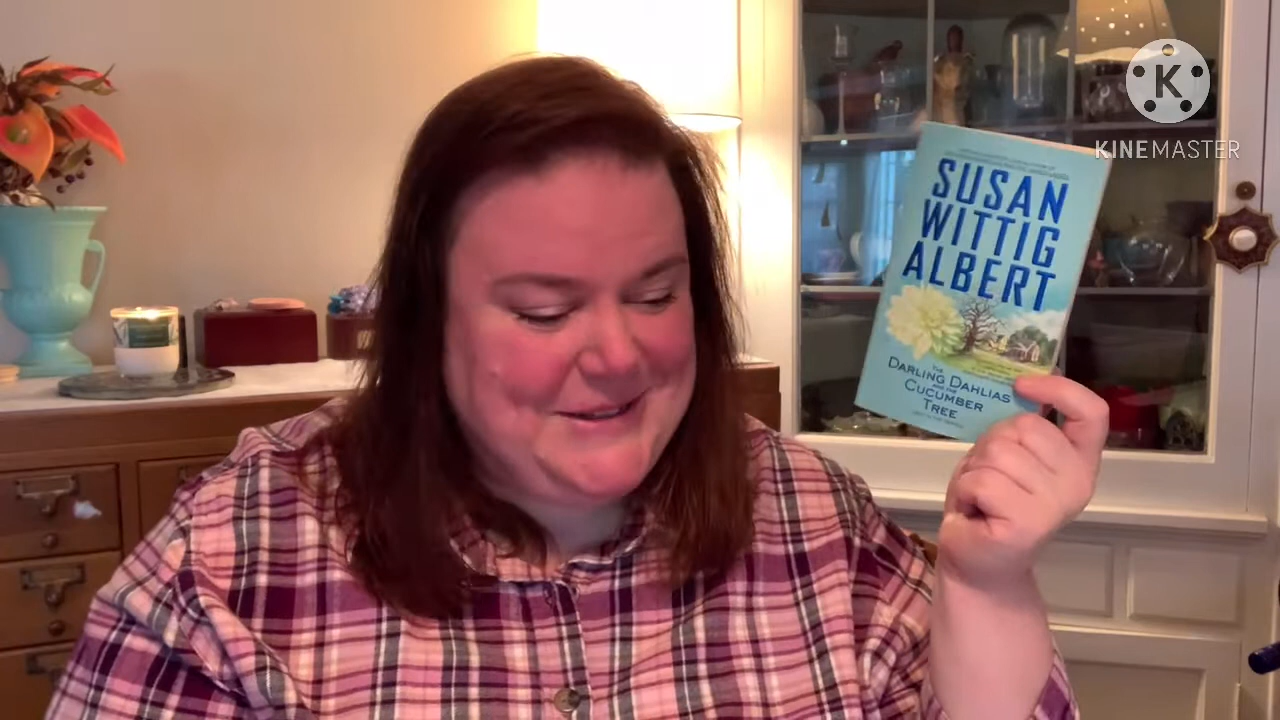 K
KINEMASTER
SUSAN
WITTIG
ALBERT
THE
DARLING DAHLIAS
AND THE
CUCUMBER
TREE